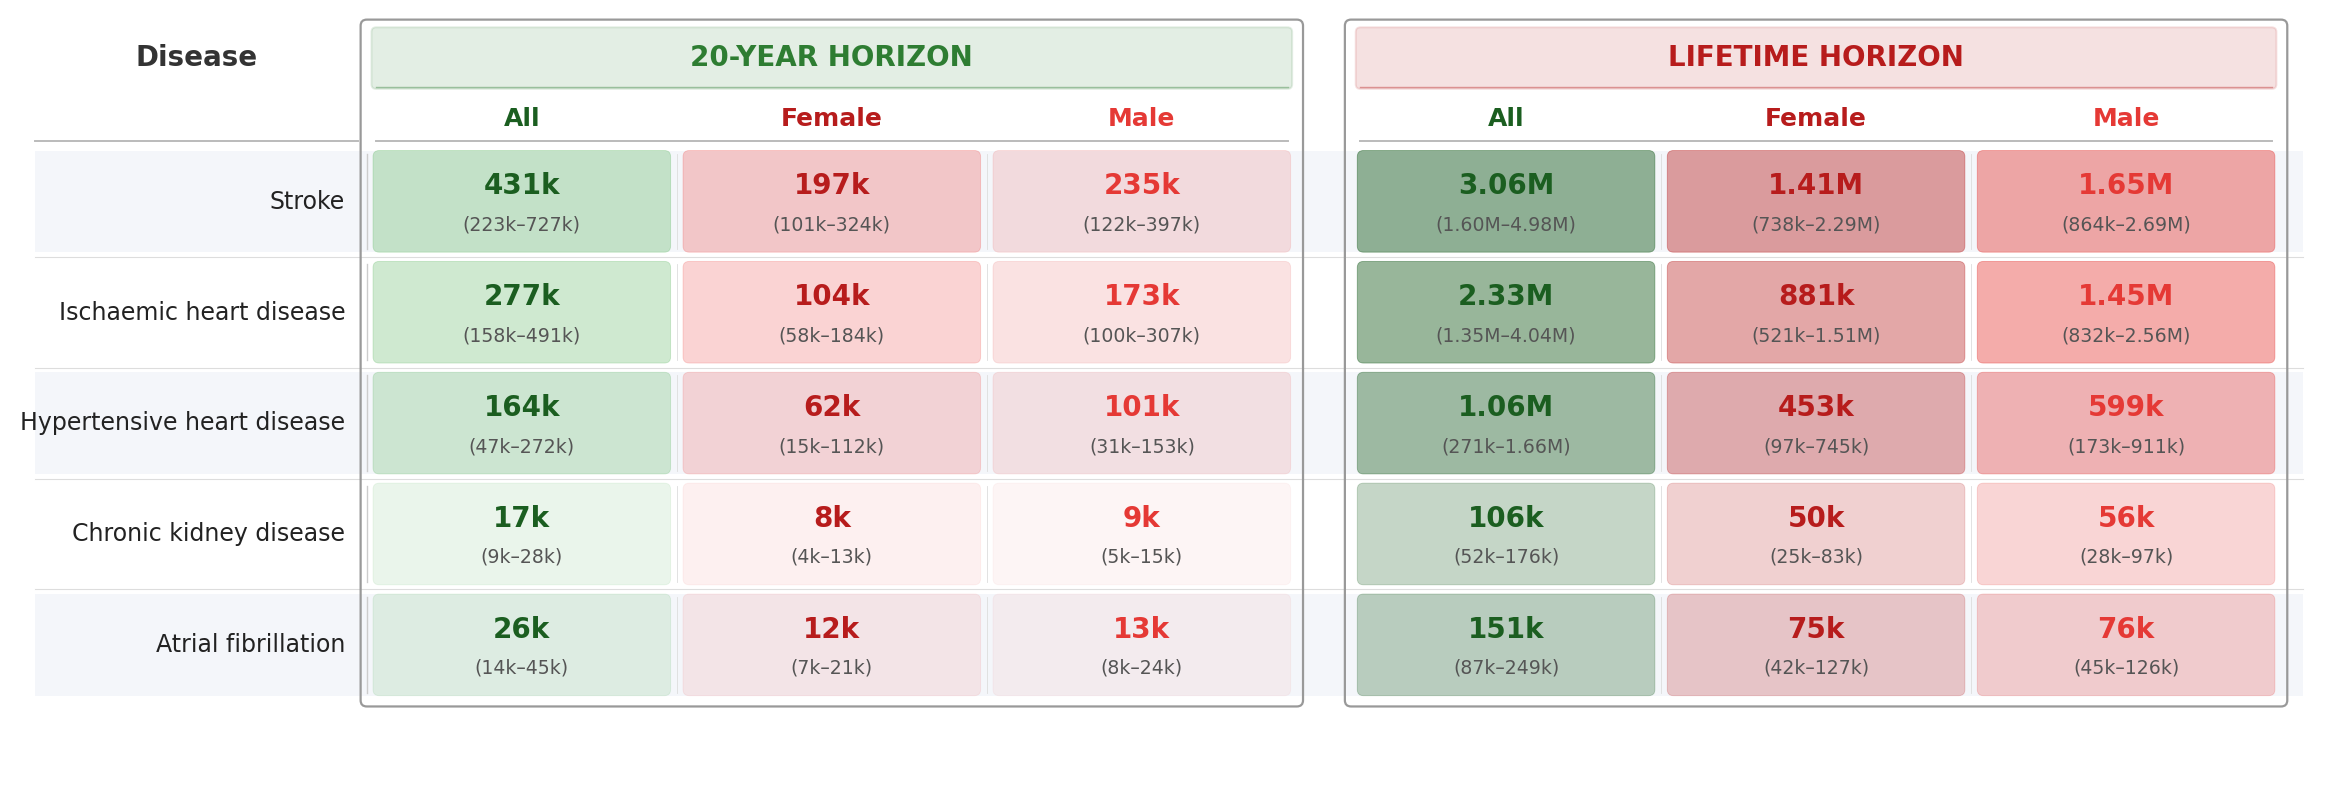 Disease 20-YEAR HORIZON LIFETIME HORIZON
All Female Male All Female Male
Stroke 431k 197k 235k 3.06M 1.41M 1.65M
(223k–727k) (101k–324k) (122k–397k) (1.60M–4.98M) (738k–2.29M) (864k–2.69M)
Ischaemic heart disease 277k 104k 173k 2.33M 881k 1.45M
(158k–491k) (58k–184k) (100k–307k) (1.35M–4.04M) (521k–1.51M) (832k–2.56M)
Hypertensive heart disease 164k 62k 101k 1.06M 453k 599k
(47k–272k) (15k–112k) (31k–153k) (271k–1.66M) (97k–745k) (173k–911k)
Chronic kidney disease 17k 8k 9k 106k 50k 56k
(9k–28k) (4k–13k) (5k–15k) (52k–176k) (25k–83k) (28k–97k)
Atrial fibrillation 26k 12k 13k 151k 75k 76k
(14k–45k) (7k–21k) (8k–24k) (87k–249k) (42k–127k) (45k–126k)